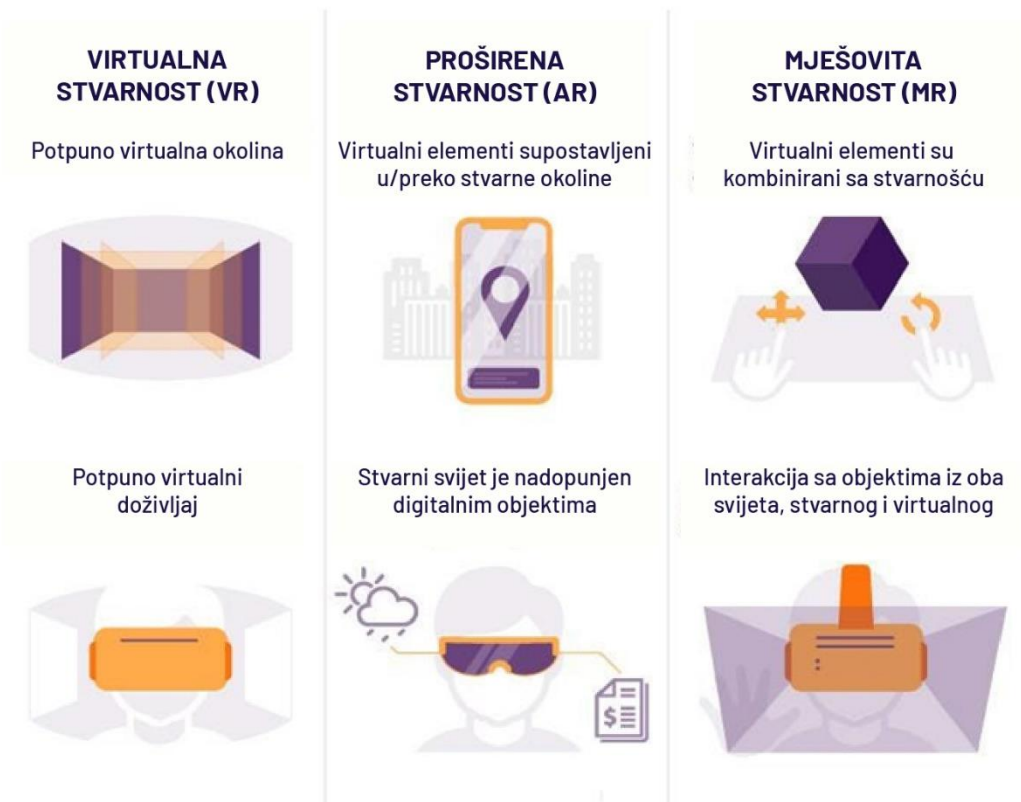 VIRTUALNA
STVARNOST (VR)
Potpuno virtualna okolina
Potpuno virtualni
doživljaj
PROŠIRENA
STVARNOST (AR)
Virtualni elementi supostavljeni
u/preko stvarne okoline
Stvarni svijet je nadopunjen
digitalnim objektima
$
MJEŠOVITA
STVARNOST (MR)
Virtualni elementi su
kombinirani sa stvarnošću
Interakcija sa objektima iz oba
svijeta, stvarnog i virtualnog